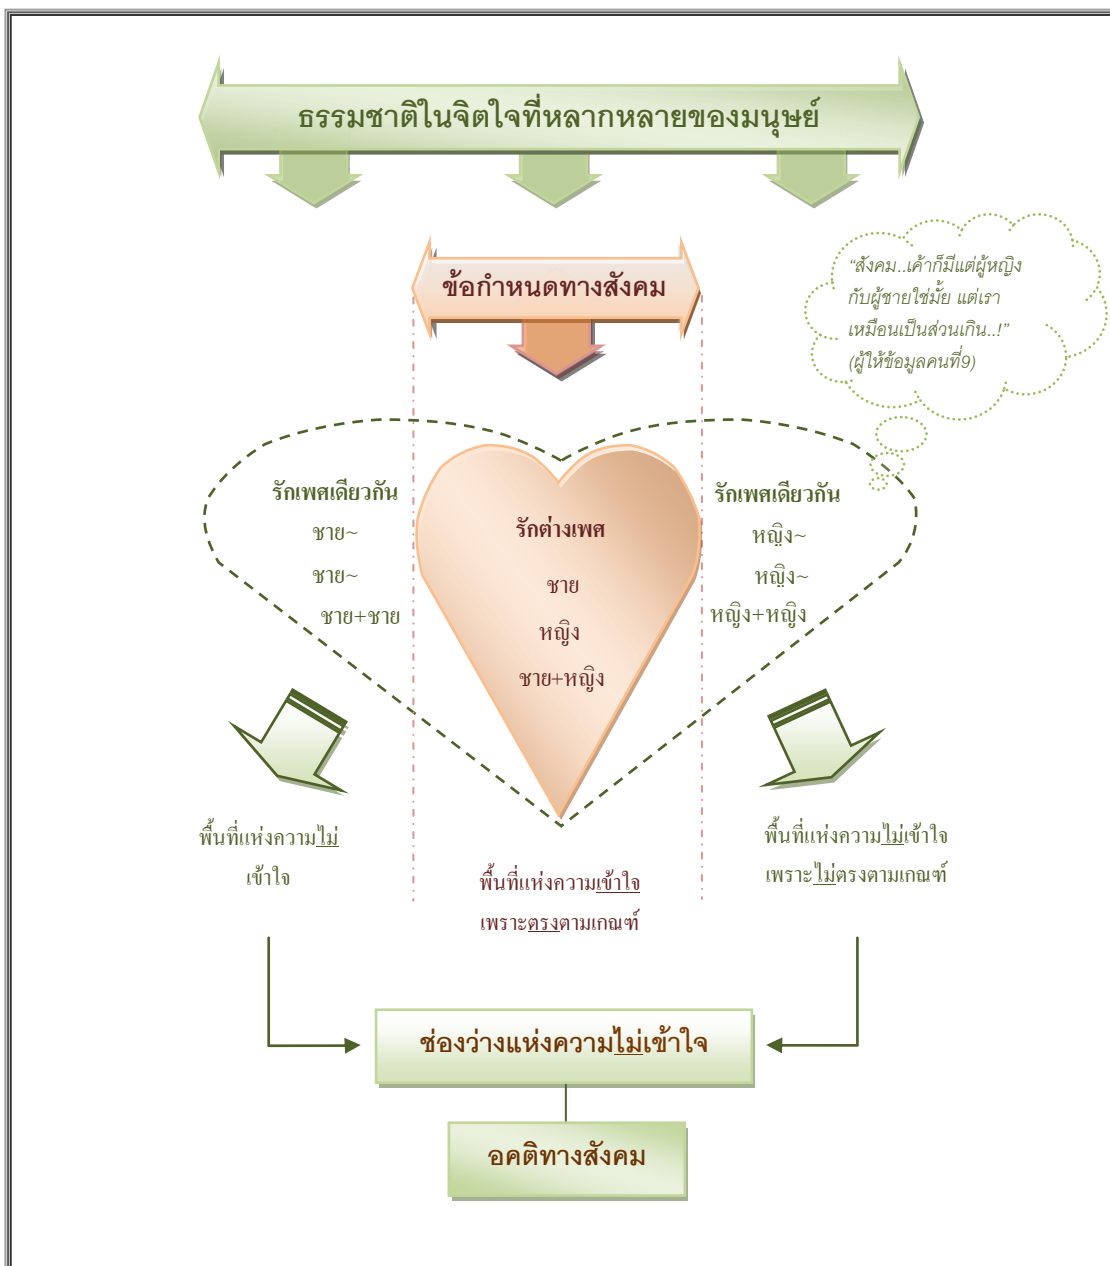 ธรรมชาติในจิตใจที่หลากหลายของมนุษย์
ข้อกำหนดทางสังคม
“สังคม..เค้าก็มีแต่ผู้หญิง
กับผู้ชายใช่มั้ย แต่เรา
เหมือนเป็นส่วนเกิน..!”
(ผู้ให้ข้อมูลคนที่9)
รักเพศเดียวกัน
ชาย~
ชาย~
ชาย+ชาย
รักต่างเพศ
ชาย
หญิง
ชาย+หญิง
รักเพศเดียวกัน
หญิง~
หญิง~
หญิง+หญิง
พื้นที่แห่งความไม่
เข้าใจ
พื้นที่แห่งความเข้าใจ
เพราะตรงตามเกณฑ์
พื้นที่แห่งความไม่เข้าใจ
เพราะไม่ตรงตามเกณฑ์
ช่องว่างแห่งความไม่เข้าใจ
อคติทางสังคม